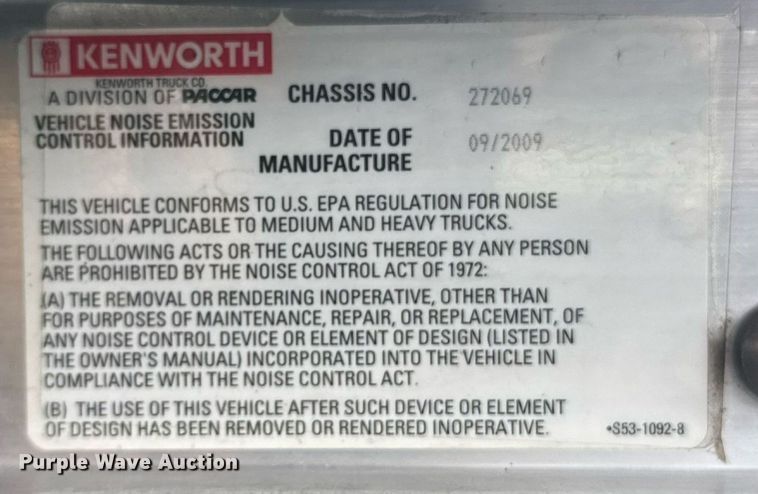 KENWORTH
KENWORTH TRUCK CO.
A DIVISION OF PACCAR
CHASSIS NO. 272069
VEHICLE NOISE EMISSION
CONTROL INFORMATION
DATE OF
MANUFACTURE 09/2009
THIS VEHICLE CONFORMS TO U.S. EPA REGULATION FOR NOISE
EMISSION APPLICABLE TO MEDIUM AND HEAVY TRUCKS.
THE FOLLOWING ACTS OR THE CAUSING THEREOF BY ANY PERSON
ARE PROHIBITED BY THE NOISE CONTROL ACT OF 1972:
(A) THE REMOVAL OR RENDERING INOPERATIVE, OTHER THAN
FOR PURPOSES OF MAINTENANCE, REPAIR, OR REPLACEMENT, OF
ANY NOISE CONTROL DEVICE OR ELEMENT OF DESIGN (LISTED IN
THE OWNER'S MANUAL) INCORPORATED INTO THE VEHICLE IN
COMPLIANCE WITH THE NOISE CONTROL ACT.
(B) THE USE OF THIS VEHICLE AFTER SUCH DEVICE OR ELEMENT
OF DESIGN HAS BEEN REMOVED OR RENDERED INOPERATIVE.
•S53-1092-8
Purple Wave Auction